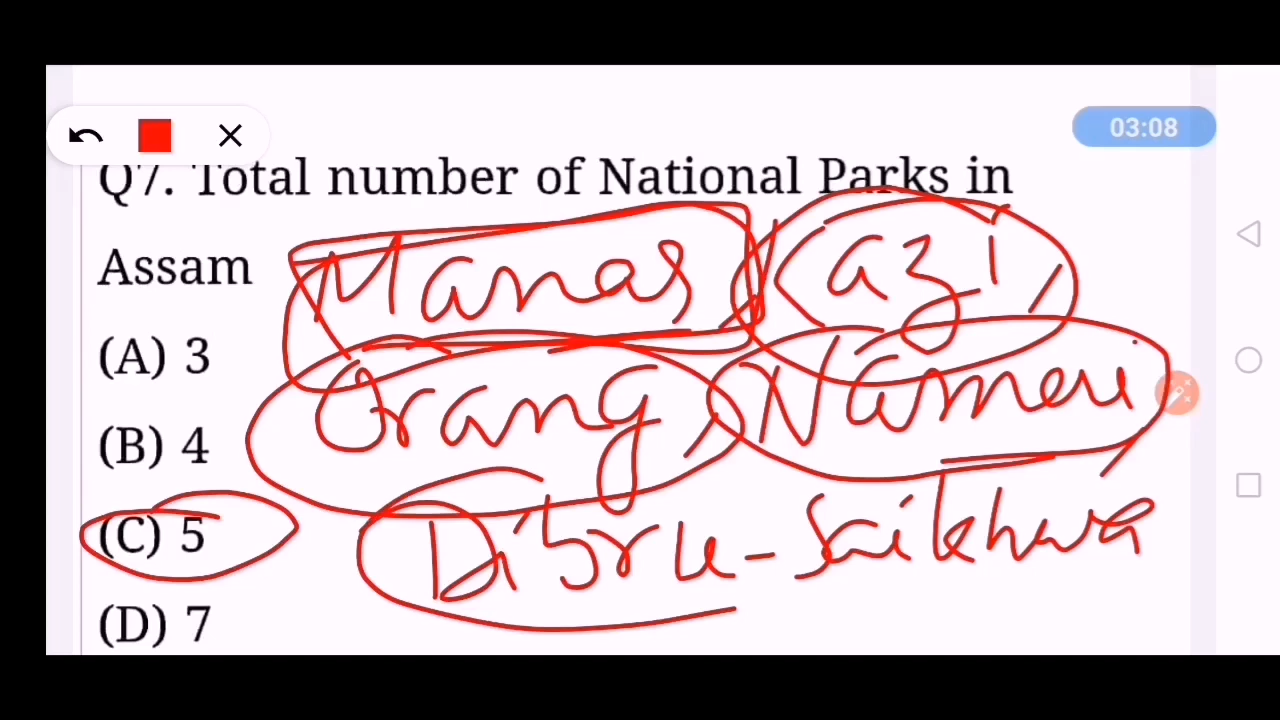 03:08
Q7. Total number of National Parks in
Assam
Manas, Kazi,
(A) 3
Orang, Nameri
(B) 4
(C) 5
Dibru-Saikhwa
(D) 7